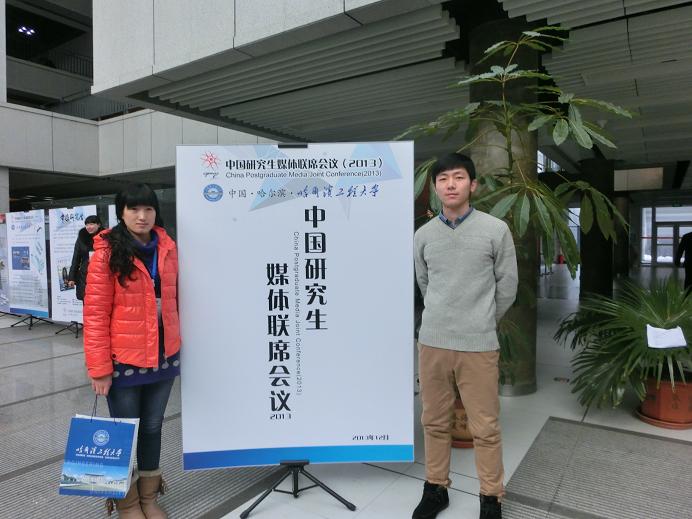 中国研究生媒体联席会议（2013）
China Postgraduate Media Joint Conference(2013)
中国·哈尔滨·哈尔滨工程大学
中国研究生
China Postgraduate Media Joint Conference(2013)
媒体联席会议
2013
2013年12月
哈尔滨工程大学